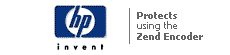 hp
invent
Protects
using the
Zend Encoder